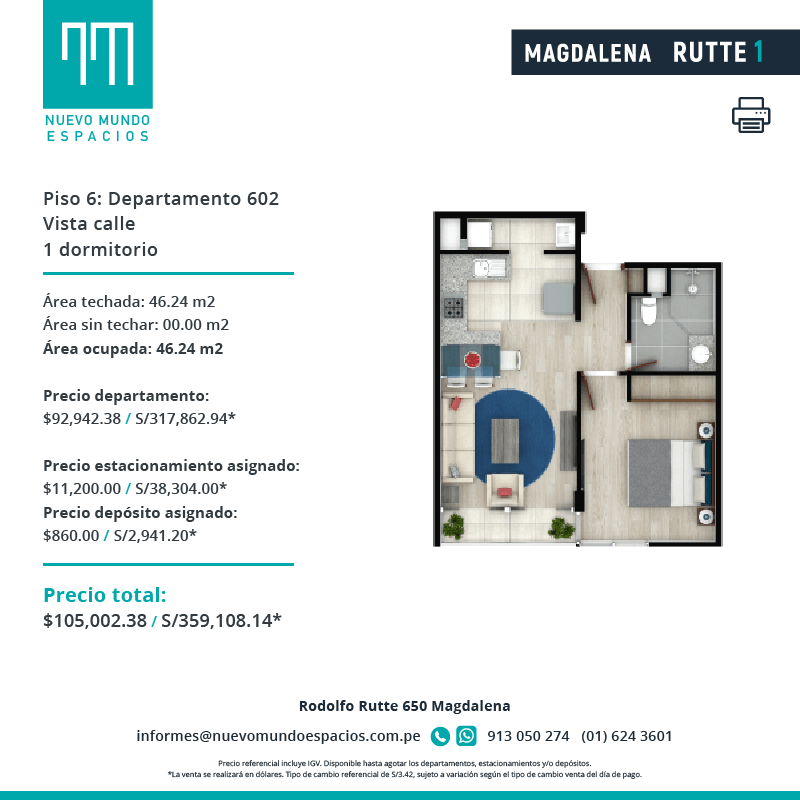 NUEVO MUNDO
ESPACIOS
MAGDALENA RUTTE 1
Piso 6: Departamento 602
Vista calle
1 dormitorio
Área techada: 46.24 m2
Área sin techar: 00.00 m2
Área ocupada: 46.24 m2
Precio departamento:
$92,942.38 / S/317,862.94*
Precio estacionamiento asignado:
$11,200.00 / S/38,304.00*
Precio depósito asignado:
$860.00 / S/2,941.20*
Precio total:
$105,002.38 / S/359,108.14*
Rodolfo Rutte 650 Magdalena
informes@nuevomundoespacios.com.pe 913 050 274 (01) 624 3601
Precio referencial incluye IGV. Disponible hasta agotar los departamentos, estacionamientos y/o depósitos.
*La venta se realizará en dólares. Tipo de cambio referencial de S/3.42, sujeto a variación según el tipo de cambio venta del día de pago.